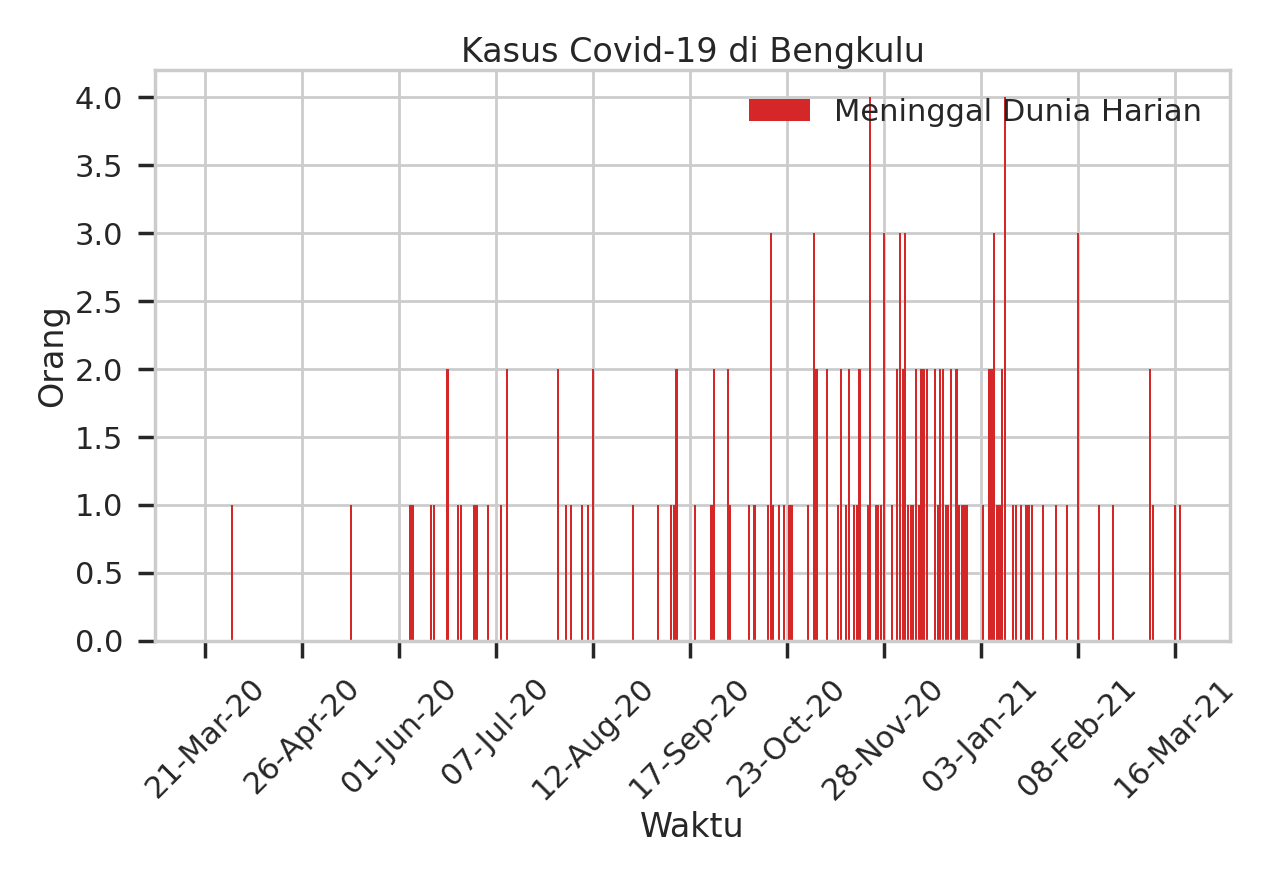 Kasus Covid-19 di Bengkulu
Meninggal Dunia Harian
Orang
4.0
3.5
3.0
2.5
2.0
1.5
1.0
0.5
0.0
21-Mar-20
26-Apr-20
01-Jun-20
07-Jul-20
12-Aug-20
17-Sep-20
23-Oct-20
28-Nov-20
03-Jan-21
08-Feb-21
16-Mar-21
Waktu